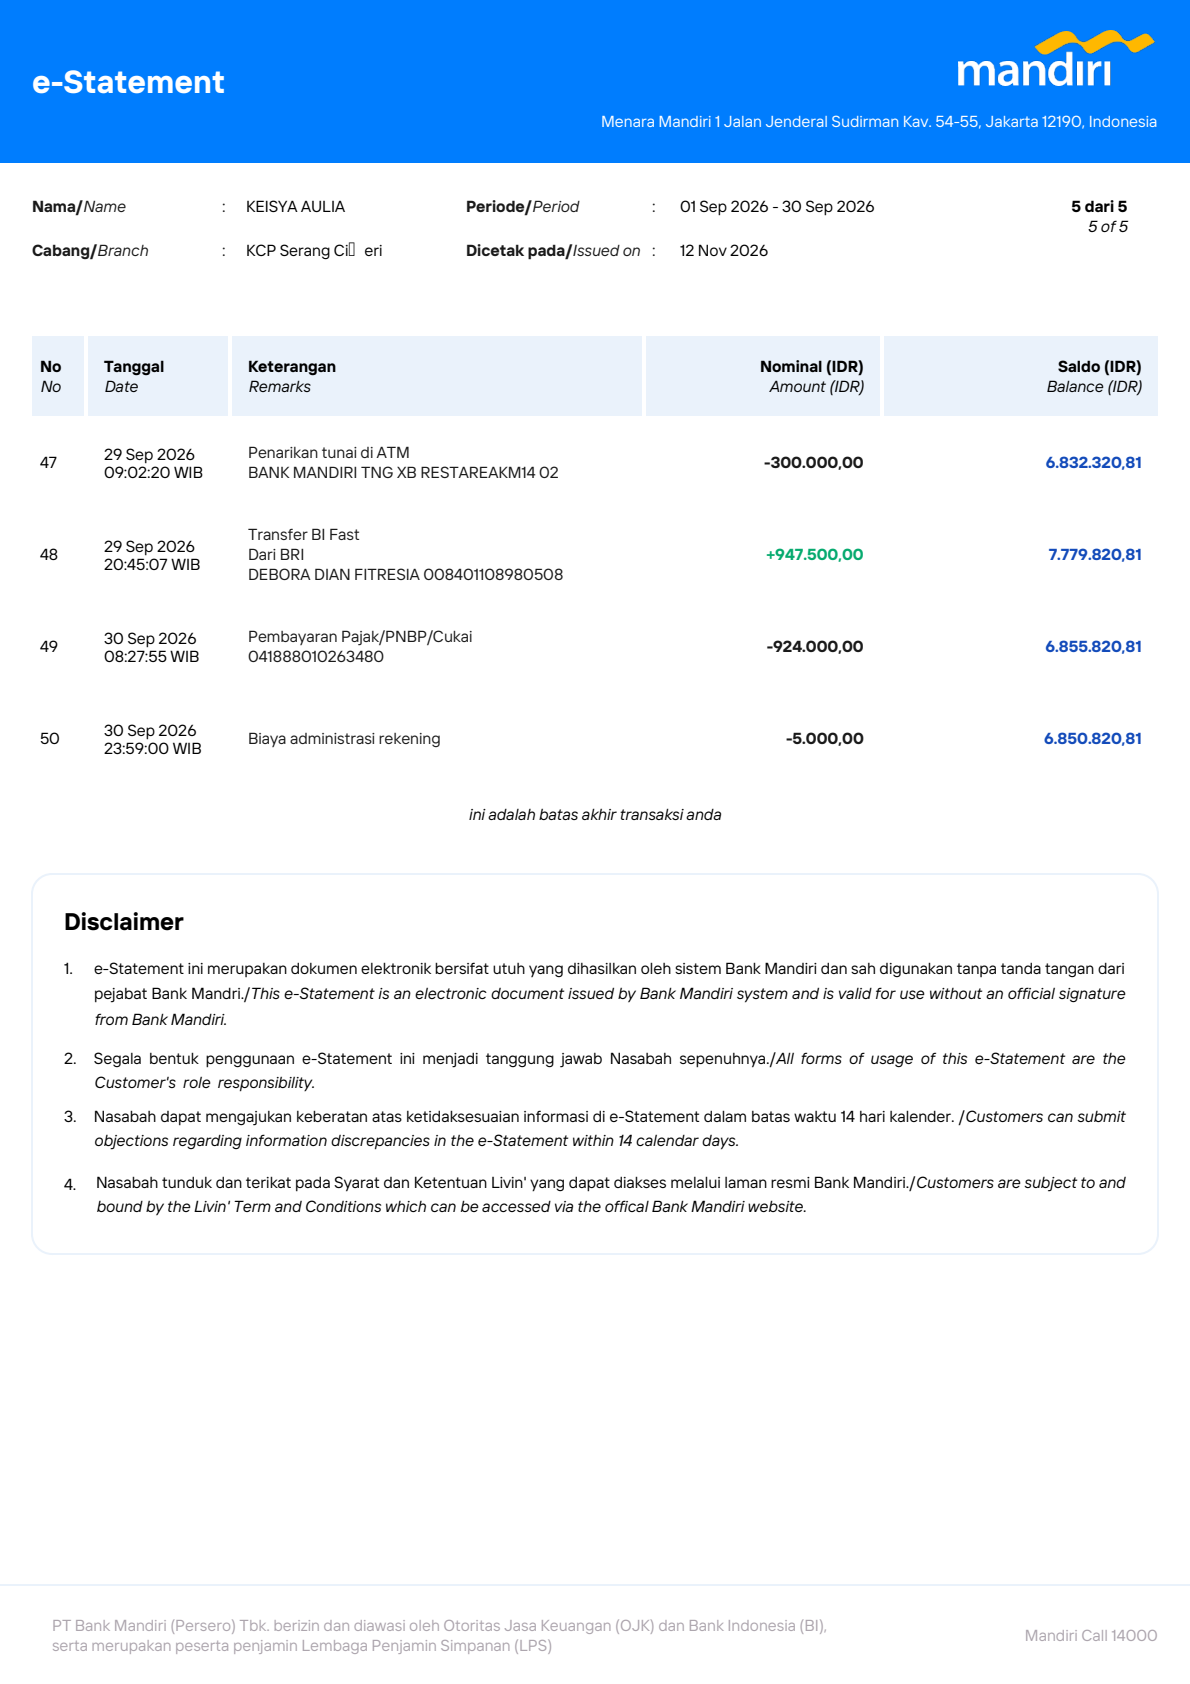 e-Statement
mandiri
Menara Mandiri 1 Jalan Jenderal Sudirman Kav. 54-55, Jakarta 12190, Indonesia
Nama/Name : KEISYA AULIA
Periode/Period : 01 Sep 2026 - 30 Sep 2026
5 dari 5
5 of 5
Cabang/Branch : KCP Serang Ci▯ eri
Dicetak pada/Issued on : 12 Nov 2026
No Tanggal Keterangan Nominal (IDR) Saldo (IDR)
No Date Remarks Amount (IDR) Balance (IDR)
47
29 Sep 2026
09:02:20 WIB
Penarikan tunai di ATM
BANK MANDIRI TNG XB RESTAREAKM14 02
-300.000,00
6.832.320,81
48
29 Sep 2026
20:45:07 WIB
Transfer BI Fast
Dari BRI
DEBORA DIAN FITRESIA 008401108980508
+947.500,00
7.779.820,81
49
30 Sep 2026
08:27:55 WIB
Pembayaran Pajak/PNBP/Cukai
041888010263480
-924.000,00
6.855.820,81
50
30 Sep 2026
23:59:00 WIB
Biaya administrasi rekening
-5.000,00
6.850.820,81
ini adalah batas akhir transaksi anda
Disclaimer
1. e-Statement ini merupakan dokumen elektronik bersifat utuh yang dihasilkan oleh sistem Bank Mandiri dan sah digunakan tanpa tanda tangan dari
pejabat Bank Mandri./This e-Statement is an electronic document issued by Bank Mandiri system and is valid for use without an official signature
from Bank Mandiri.
2. Segala bentuk penggunaan e-Statement ini menjadi tanggung jawab Nasabah sepenuhnya./All forms of usage of this e-Statement are the
Customer's role responsibility.
3. Nasabah dapat mengajukan keberatan atas ketidaksesuaian informasi di e-Statement dalam batas waktu 14 hari kalender. /Customers can submit
objections regarding information discrepancies in the e-Statement within 14 calendar days.
4. Nasabah tunduk dan terikat pada Syarat dan Ketentuan Livin' yang dapat diakses melalui laman resmi Bank Mandiri./Customers are subject to and
bound by the Livin' Term and Conditions which can be accessed via the offical Bank Mandiri website.
PT Bank Mandiri (Persero) Tbk. berizin dan diawasi oleh Otoritas Jasa Keuangan (OJK) dan Bank Indonesia (BI),
serta merupakan peserta penjamin Lembaga Penjamin Simpanan (LPS)
Mandiri Call 14000